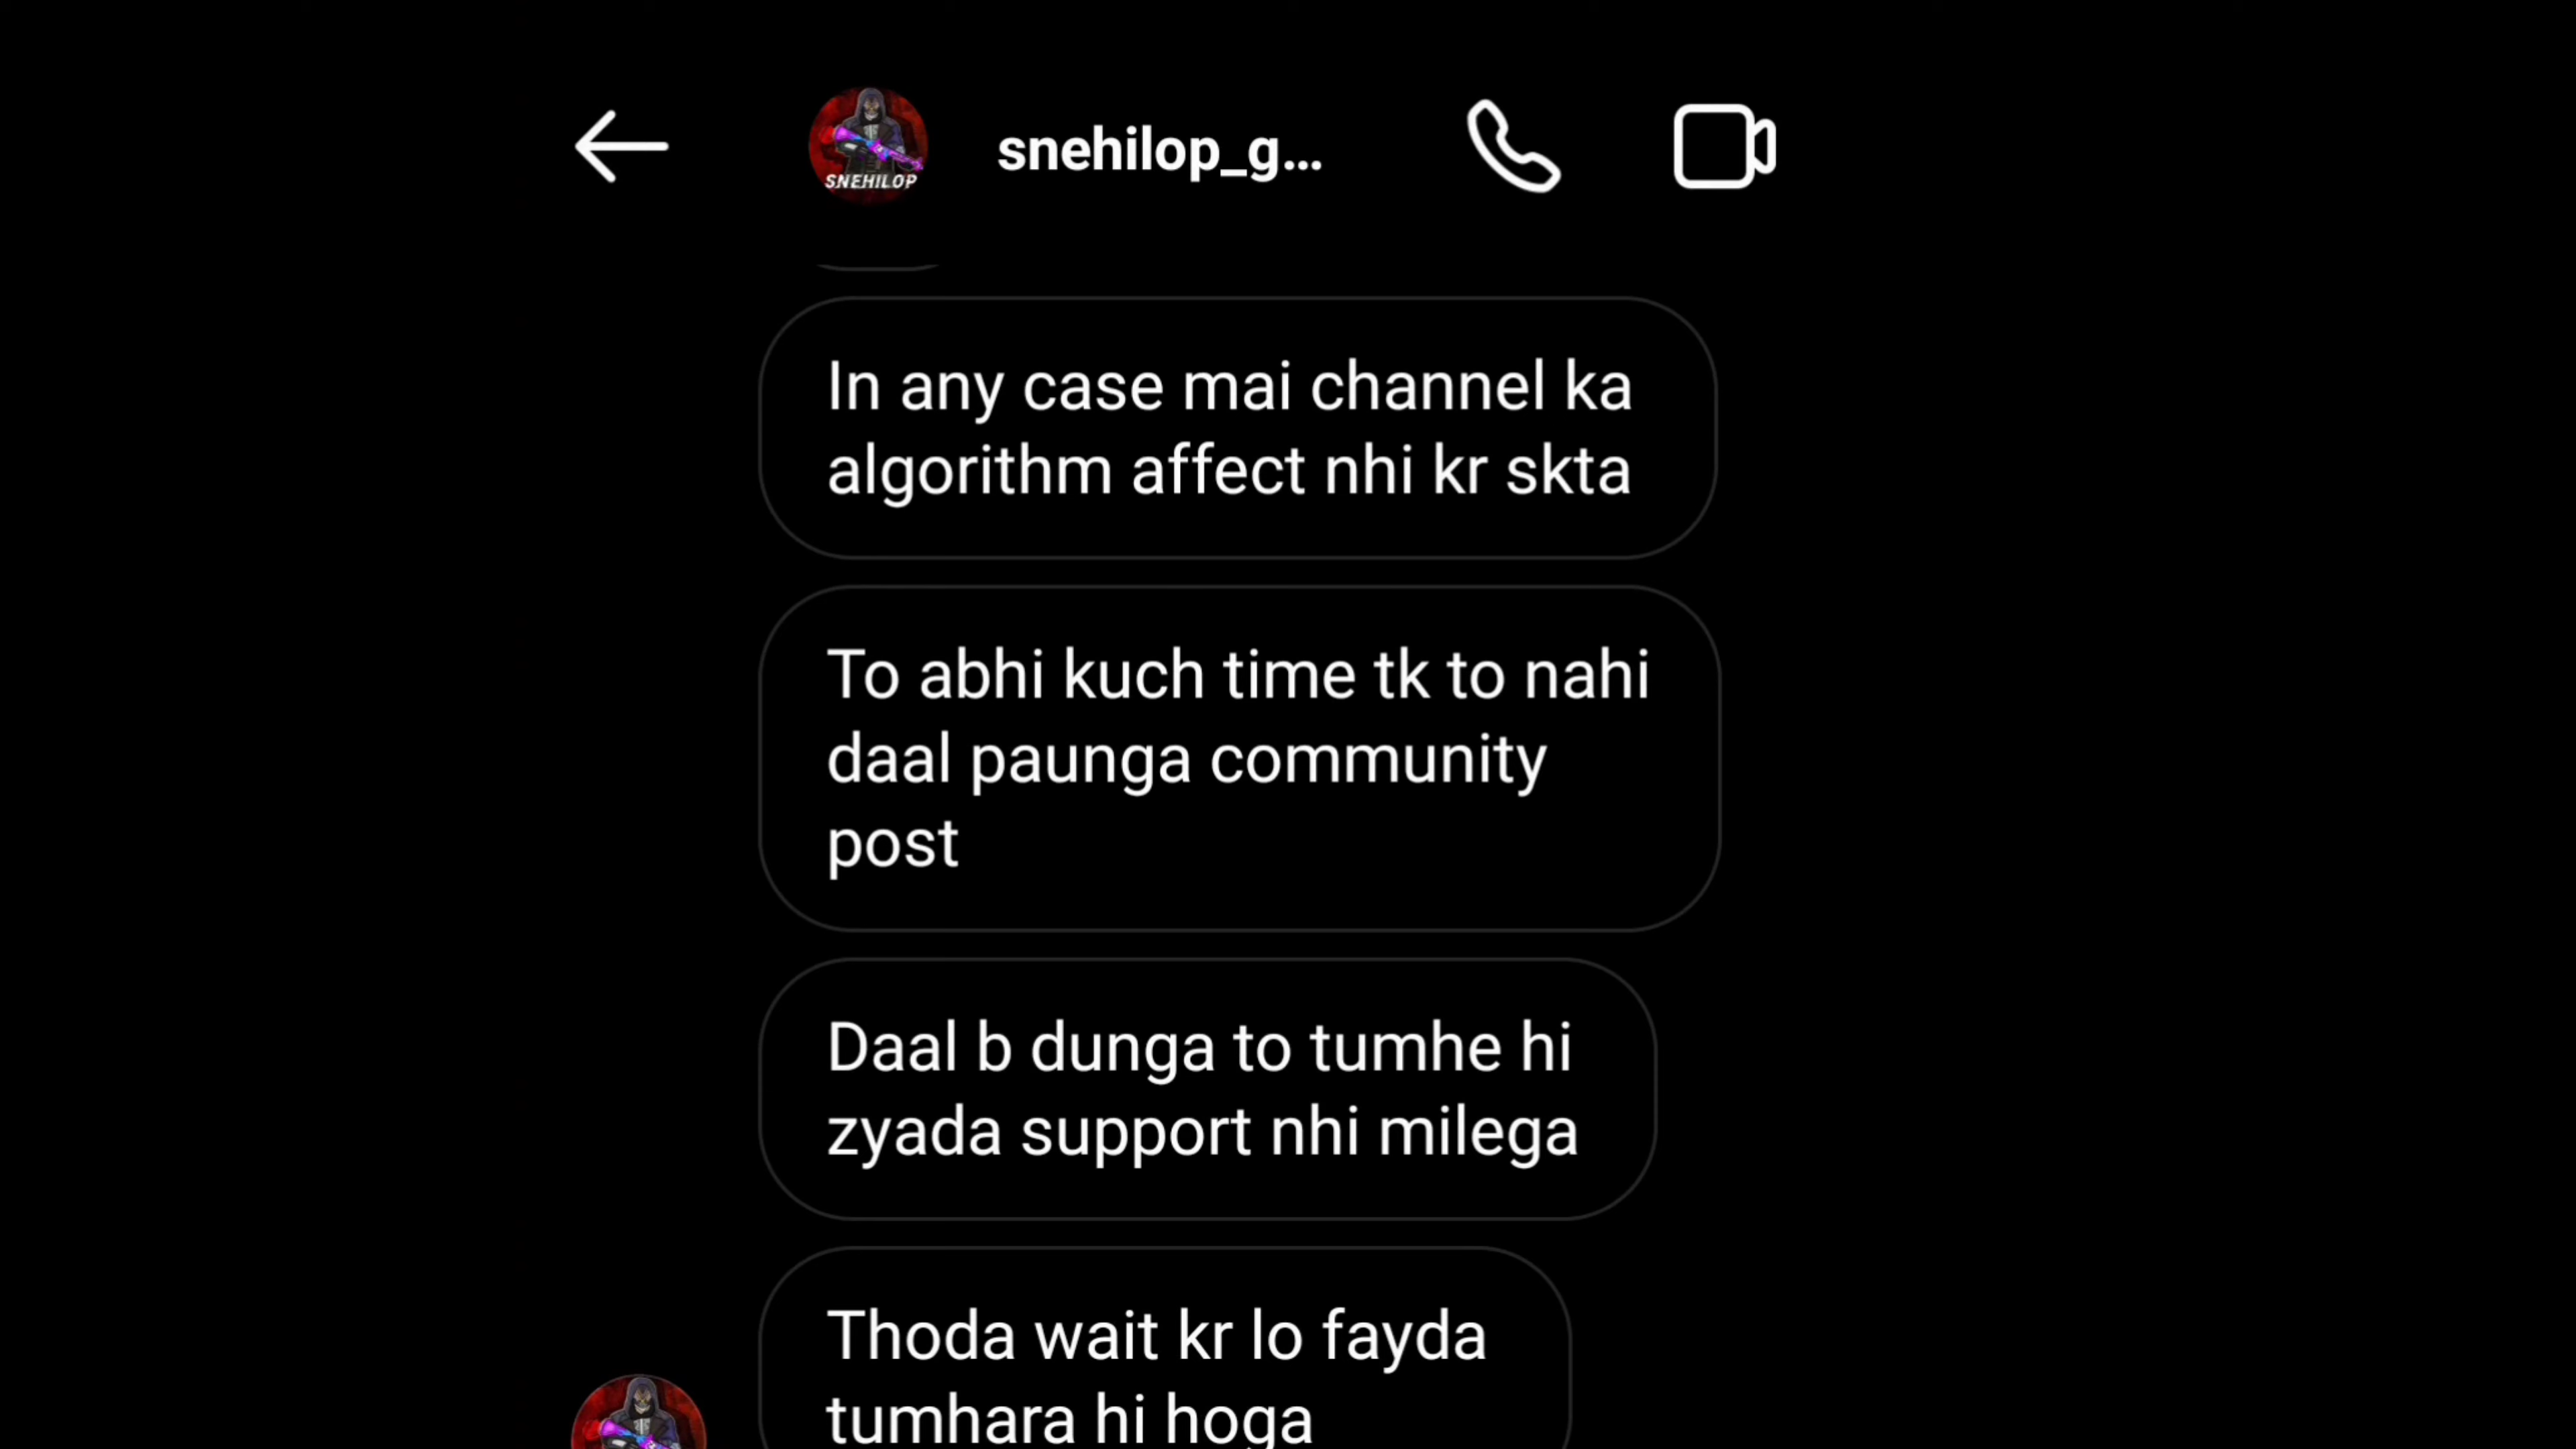 snehilop_g...
SNEHILOP
In any case mai channel ka
algorithm affect nhi kr skta
To abhi kuch time tk to nahi
daal paunga community
post
Daal b dunga to tumhe hi
zyada support nhi milega
Thoda wait kr lo fayda
tumhara hi hoga